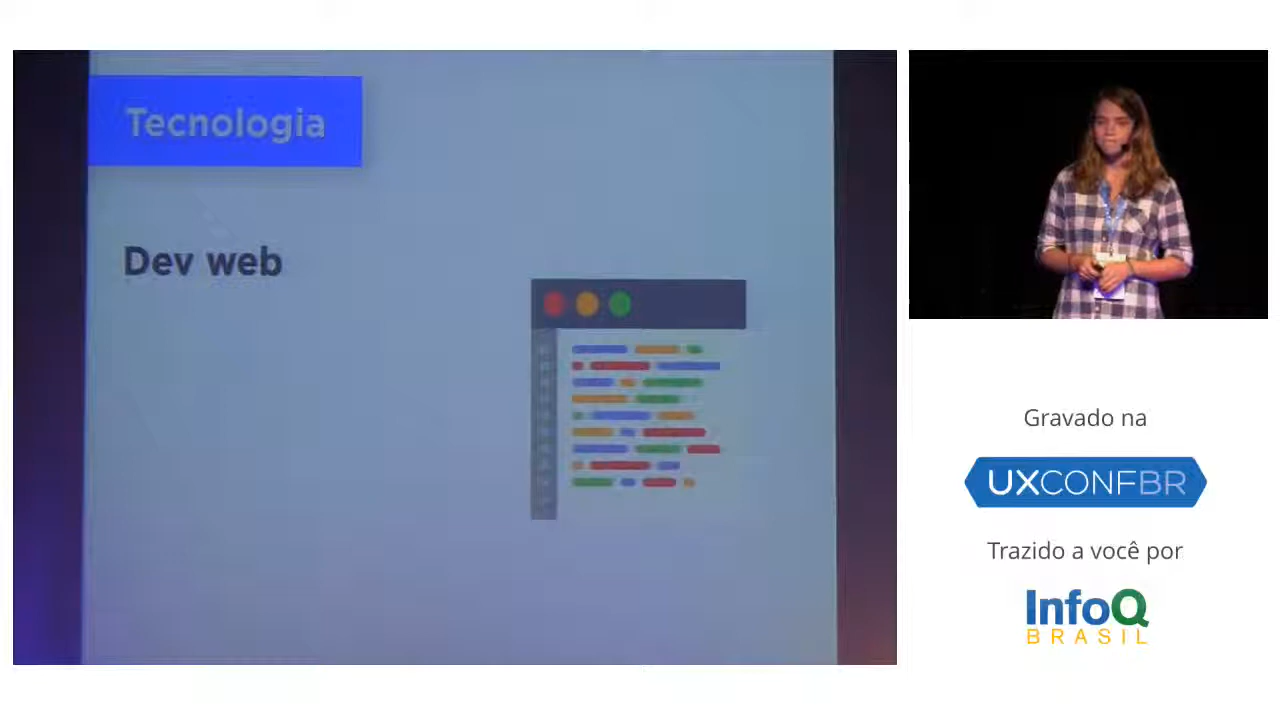 Tecnologia
Dev web
Gravado na
UXCONFBR
Trazido a você por
InfoQ
BRASIL